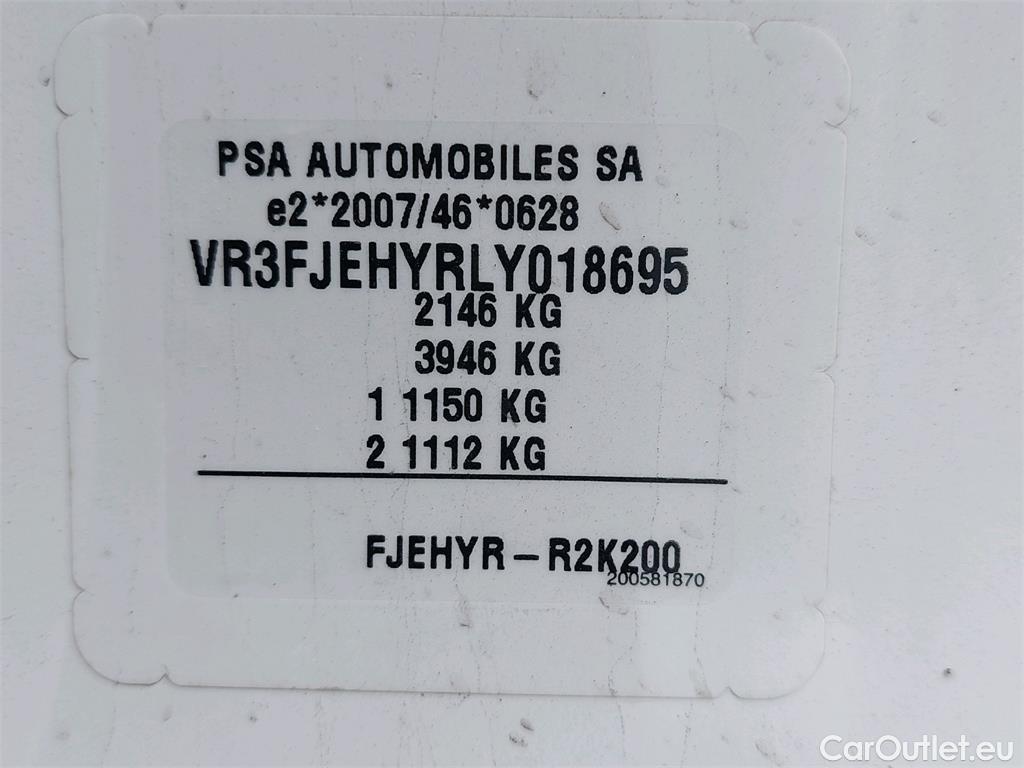 PSA AUTOMOBILES SA
e2*2007/46*0628
VR3FJEHYRLY018695
2146 KG
3946 KG
1 1150 KG
2 1112 KG
FJEHYR – R2K200
200581870
CarOutlet.eu